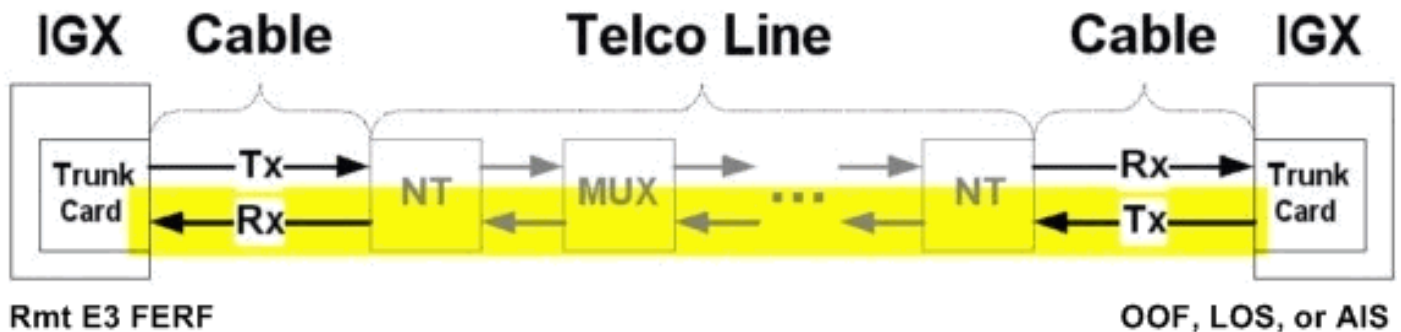 IGX Cable Telco Line Cable IGX
Trunk Card Tx NT MUX ... NT Rx Trunk Card
Rx Tx
Rmt E3 FERF OOF, LOS, or AIS